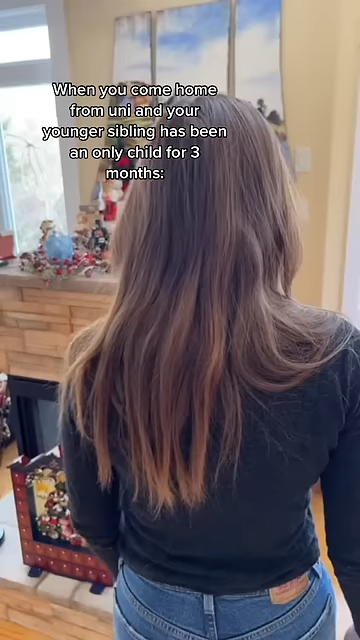 When you come home
from uni and your
younger sibling has been
an only child for 3
months: